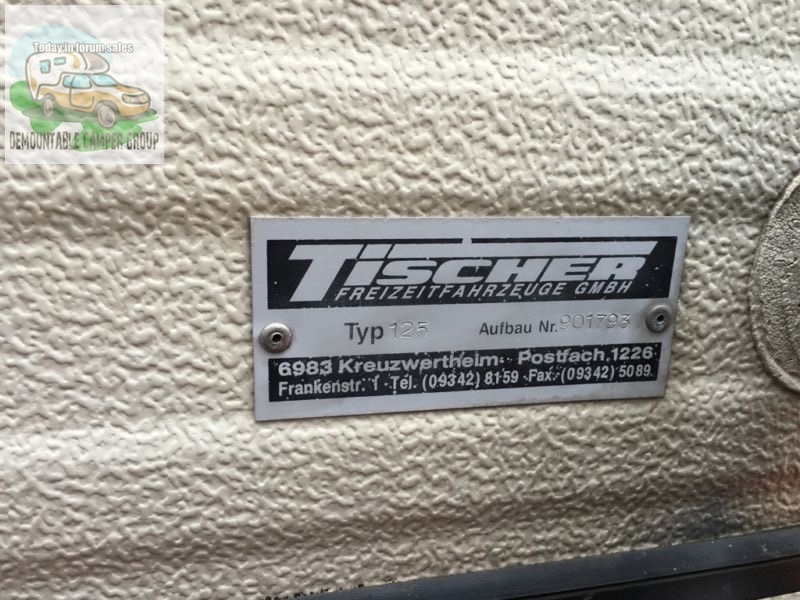 Today in forum sales
DEMOUNTABLE CAMPER GROUP
TISCHER
FREIZEITFAHRZEUGE GMBH
Typ 125 Aufbau Nr. 901793
6983 Kreuzwertheim · Postfach 1226
Frankenstr. 1 · Tel. (09342) 8159 · Fax (09342) 5089